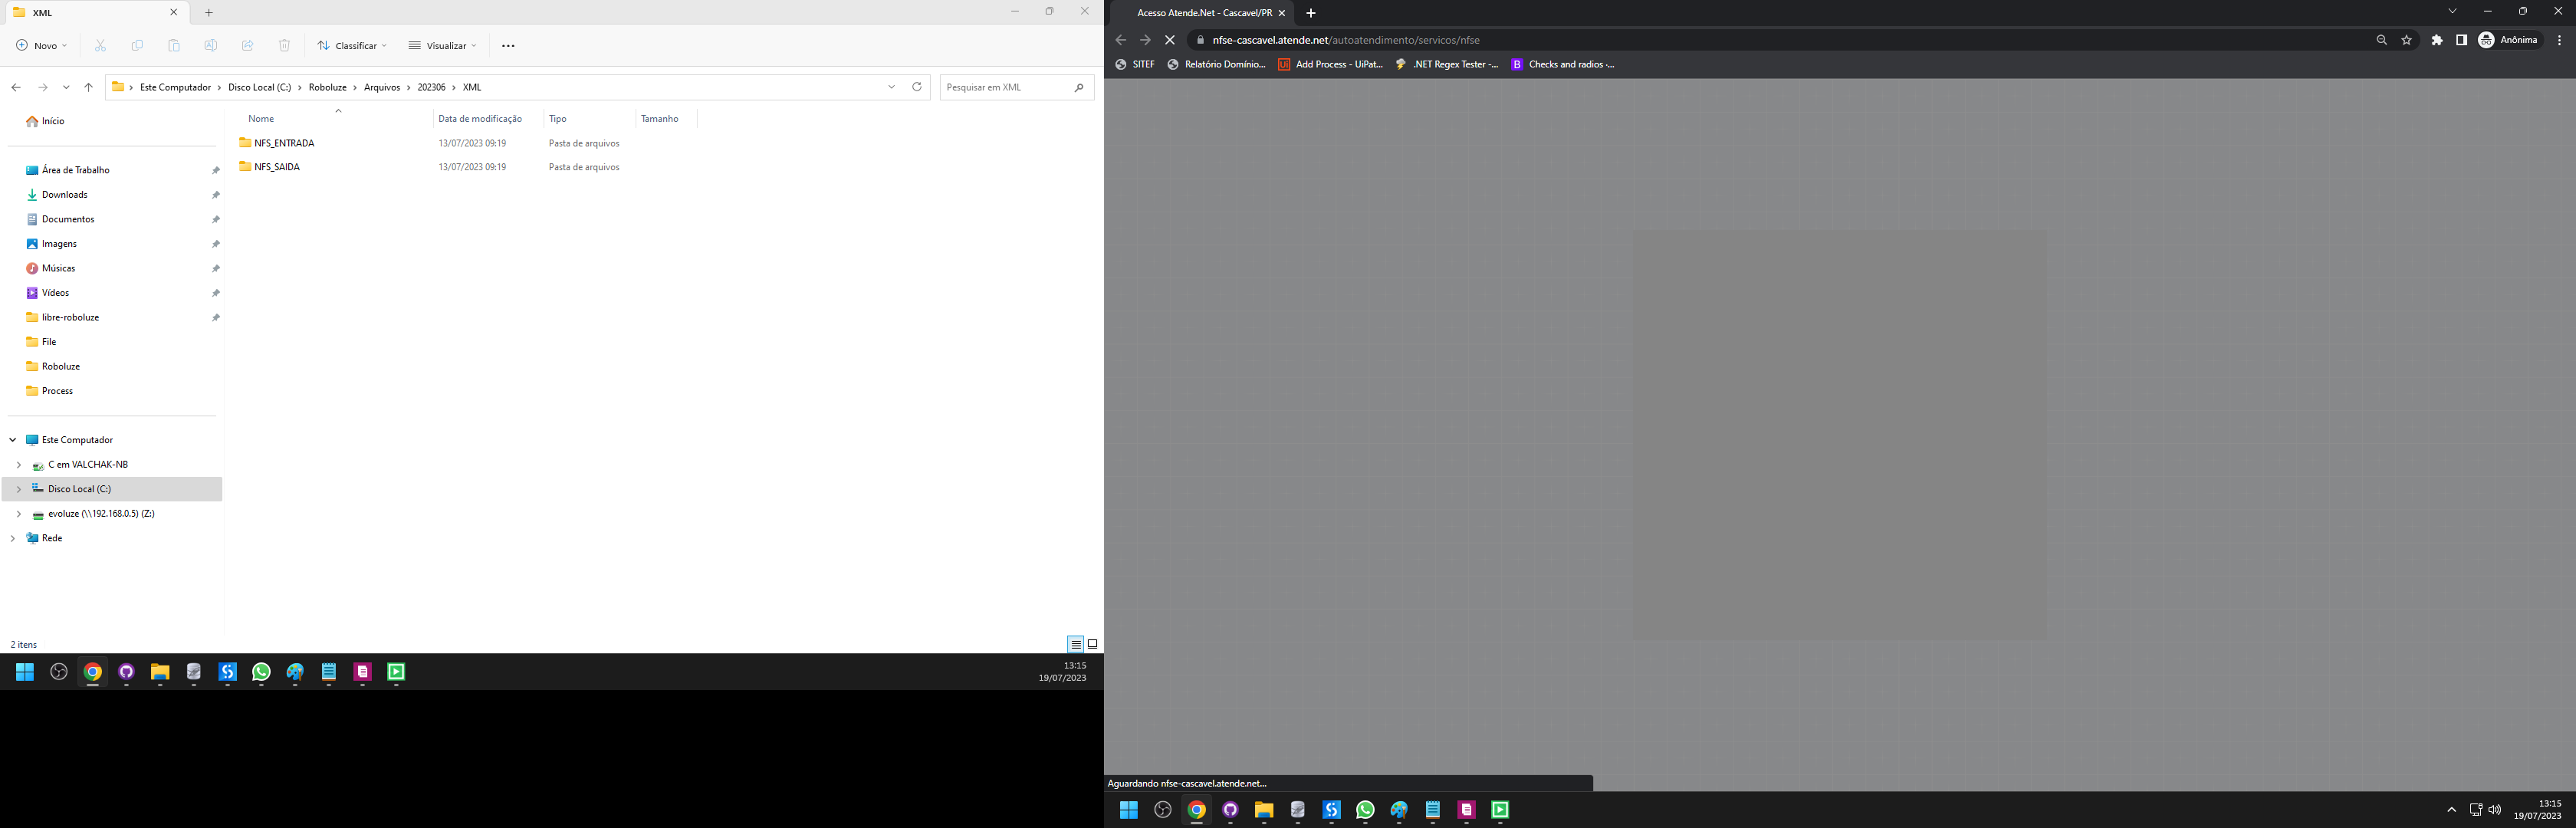 XML
Novo
Classificar
Visualizar
Este Computador > Disco Local (C:) > Roboluze > Arquivos > 202306 > XML
Pesquisar em XML
Início
Área de Trabalho
Downloads
Documentos
Imagens
Músicas
Vídeos
libre-roboluze
File
Roboluze
Process
Este Computador
C em VALCHAK-NB
Disco Local (C:)
evoluze (\\192.168.0.5) (Z:)
Rede
Nome Data de modificação Tipo Tamanho
NFS_ENTRADA 13/07/2023 09:19 Pasta de arquivos
NFS_SAIDA 13/07/2023 09:19 Pasta de arquivos
2 itens
13:15
19/07/2023
Acesso Atende.Net - Cascavel/PR
nfse-cascavel.atende.net/autoatendimento/servicos/nfse
Anônima
SITEF Relatório Domínio... Add Process - UiPat... .NET Regex Tester -... Checks and radios ·...
Aguardando nfse-cascavel.atende.net...
13:15
19/07/2023